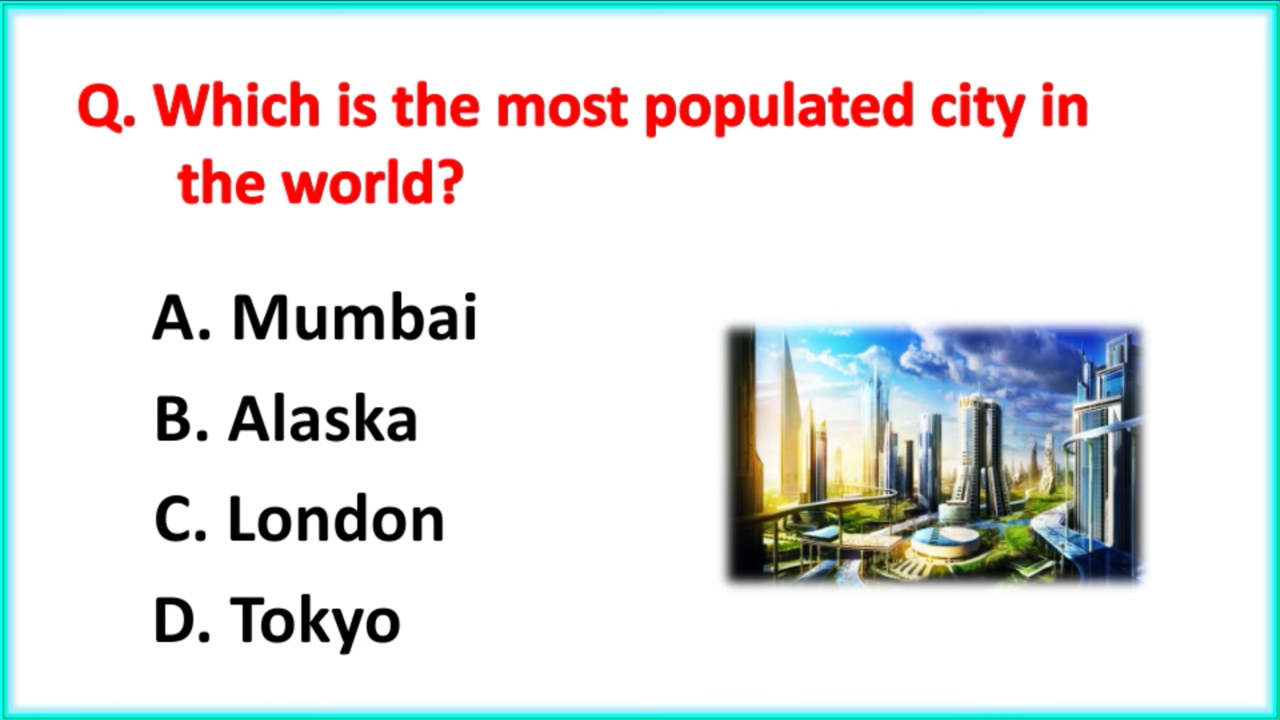 Q. Which is the most populated city in
the world?
A. Mumbai
B. Alaska
C. London
D. Tokyo